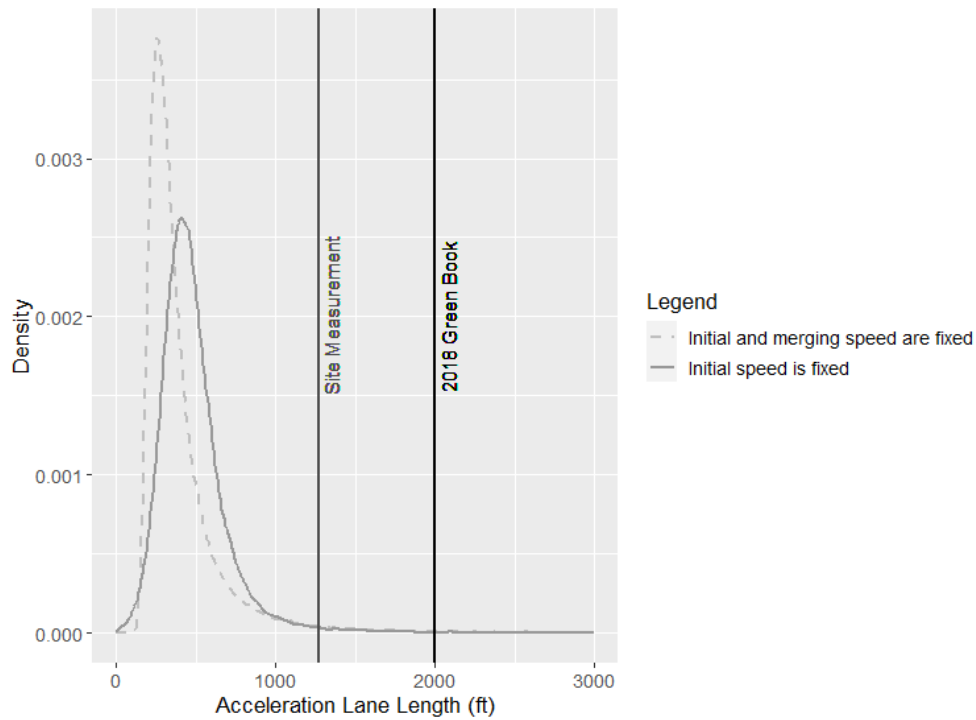 0.003
0.002
0.001
0.000
Density
Site Measurement
2018 Green Book
0
1000
2000
3000
Acceleration Lane Length (ft)
Legend
Initial and merging speed are fixed
Initial speed is fixed